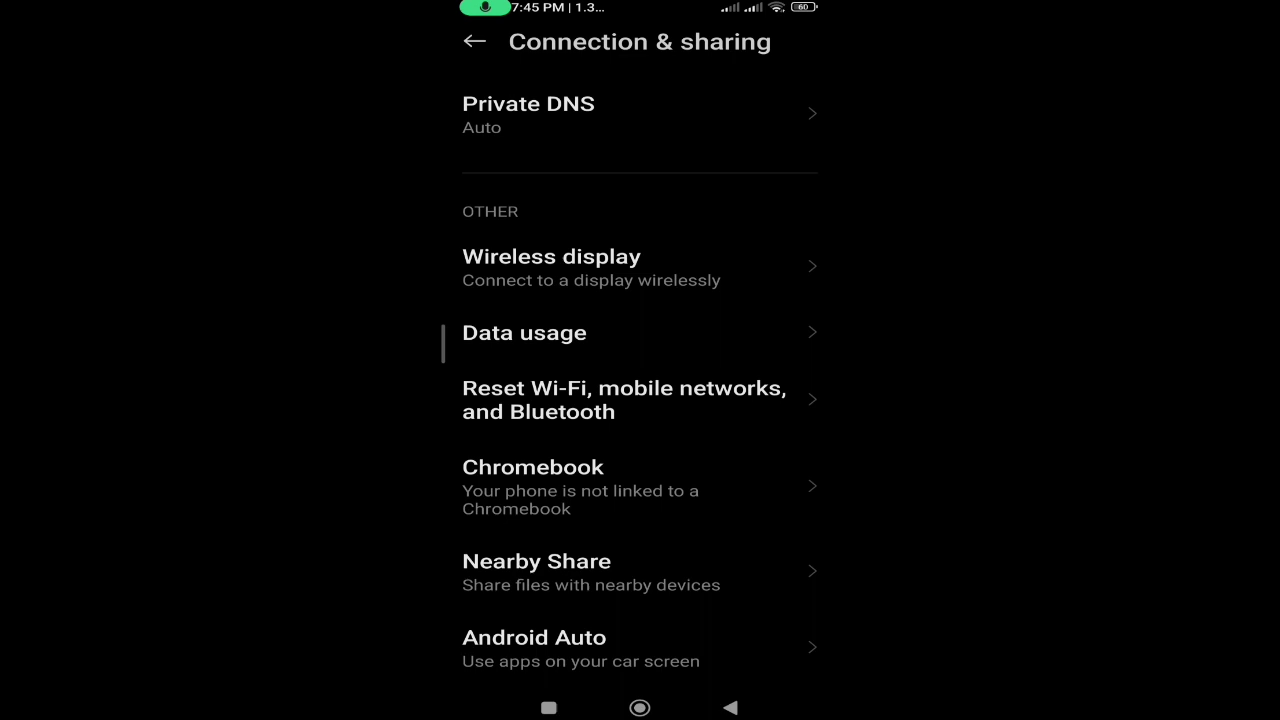 7:45 PM | 1.3...
60
Connection & sharing
Private DNS
Auto
OTHER
Wireless display
Connect to a display wirelessly
Data usage
Reset Wi-Fi, mobile networks,
and Bluetooth
Chromebook
Your phone is not linked to a
Chromebook
Nearby Share
Share files with nearby devices
Android Auto
Use apps on your car screen